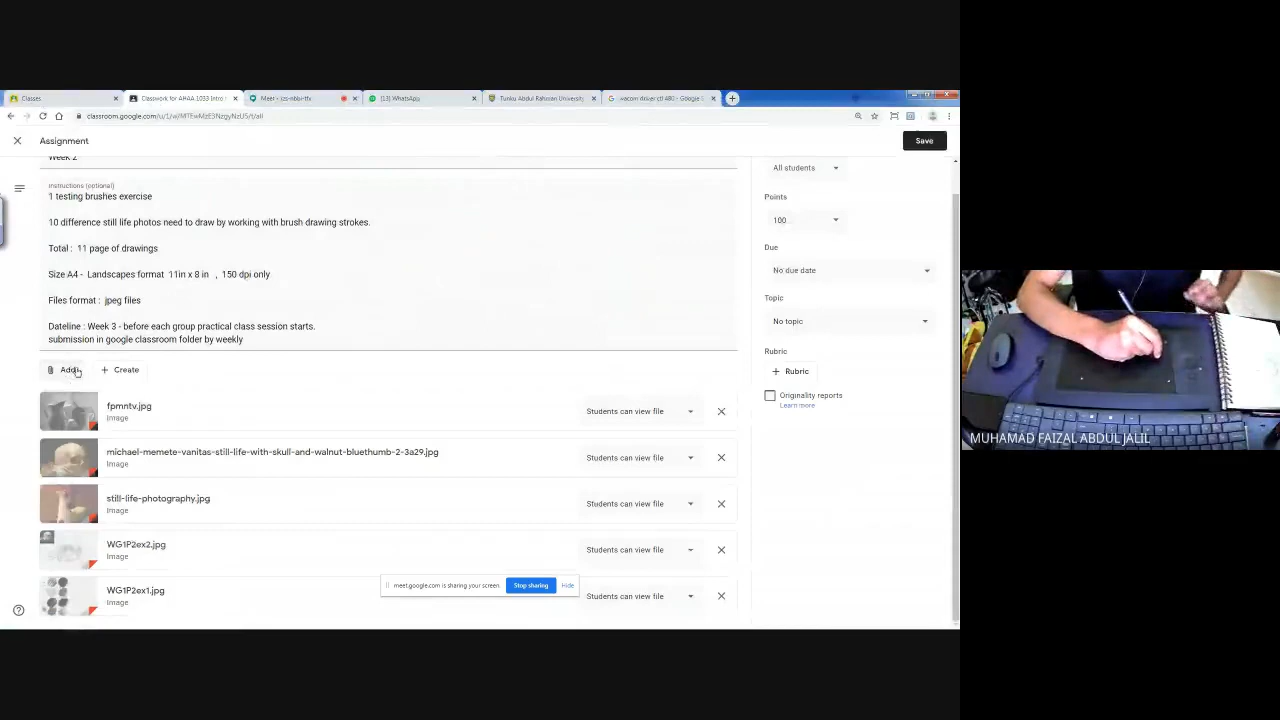 Classes
Classwork for AHAA 1033 Intro
Meet -
(13) WhatsApp
Tunku Abdul Rahman University
wacom driver ctl 480 - Google S
classroom.google.com/u/1/w/MTEwMzE3NzgyNzU5/t/all
Assignment
Save
Week 2
All students
Instructions (optional)
1 testing brushes exercise
Points
100
10 difference still life photos need to draw by working with brush drawing strokes.
Total : 11 page of drawings
Due
No due date
Size A4 - Landscapes format 11in x 8 in , 150 dpi only
Files format : jpeg files
Topic
No topic
Dateline : Week 3 - before each group practical class session starts.
submission in google classroom folder by weekly
Rubric
+ Rubric
Add
+ Create
Originality reports
Learn more
fpmntv.jpg
Image
Students can view file
michael-memete-vanitas-still-life-with-skull-and-walnut-bluethumb-2-3a29.jpg
Image
Students can view file
still-life-photography.jpg
Image
Students can view file
WG1P2ex2.jpg
Image
Students can view file
WG1P2ex1.jpg
Image
Students can view file
meet.google.com is sharing your screen.
Stop sharing
Hide
MUHAMAD FAIZAL ABDUL JALIL